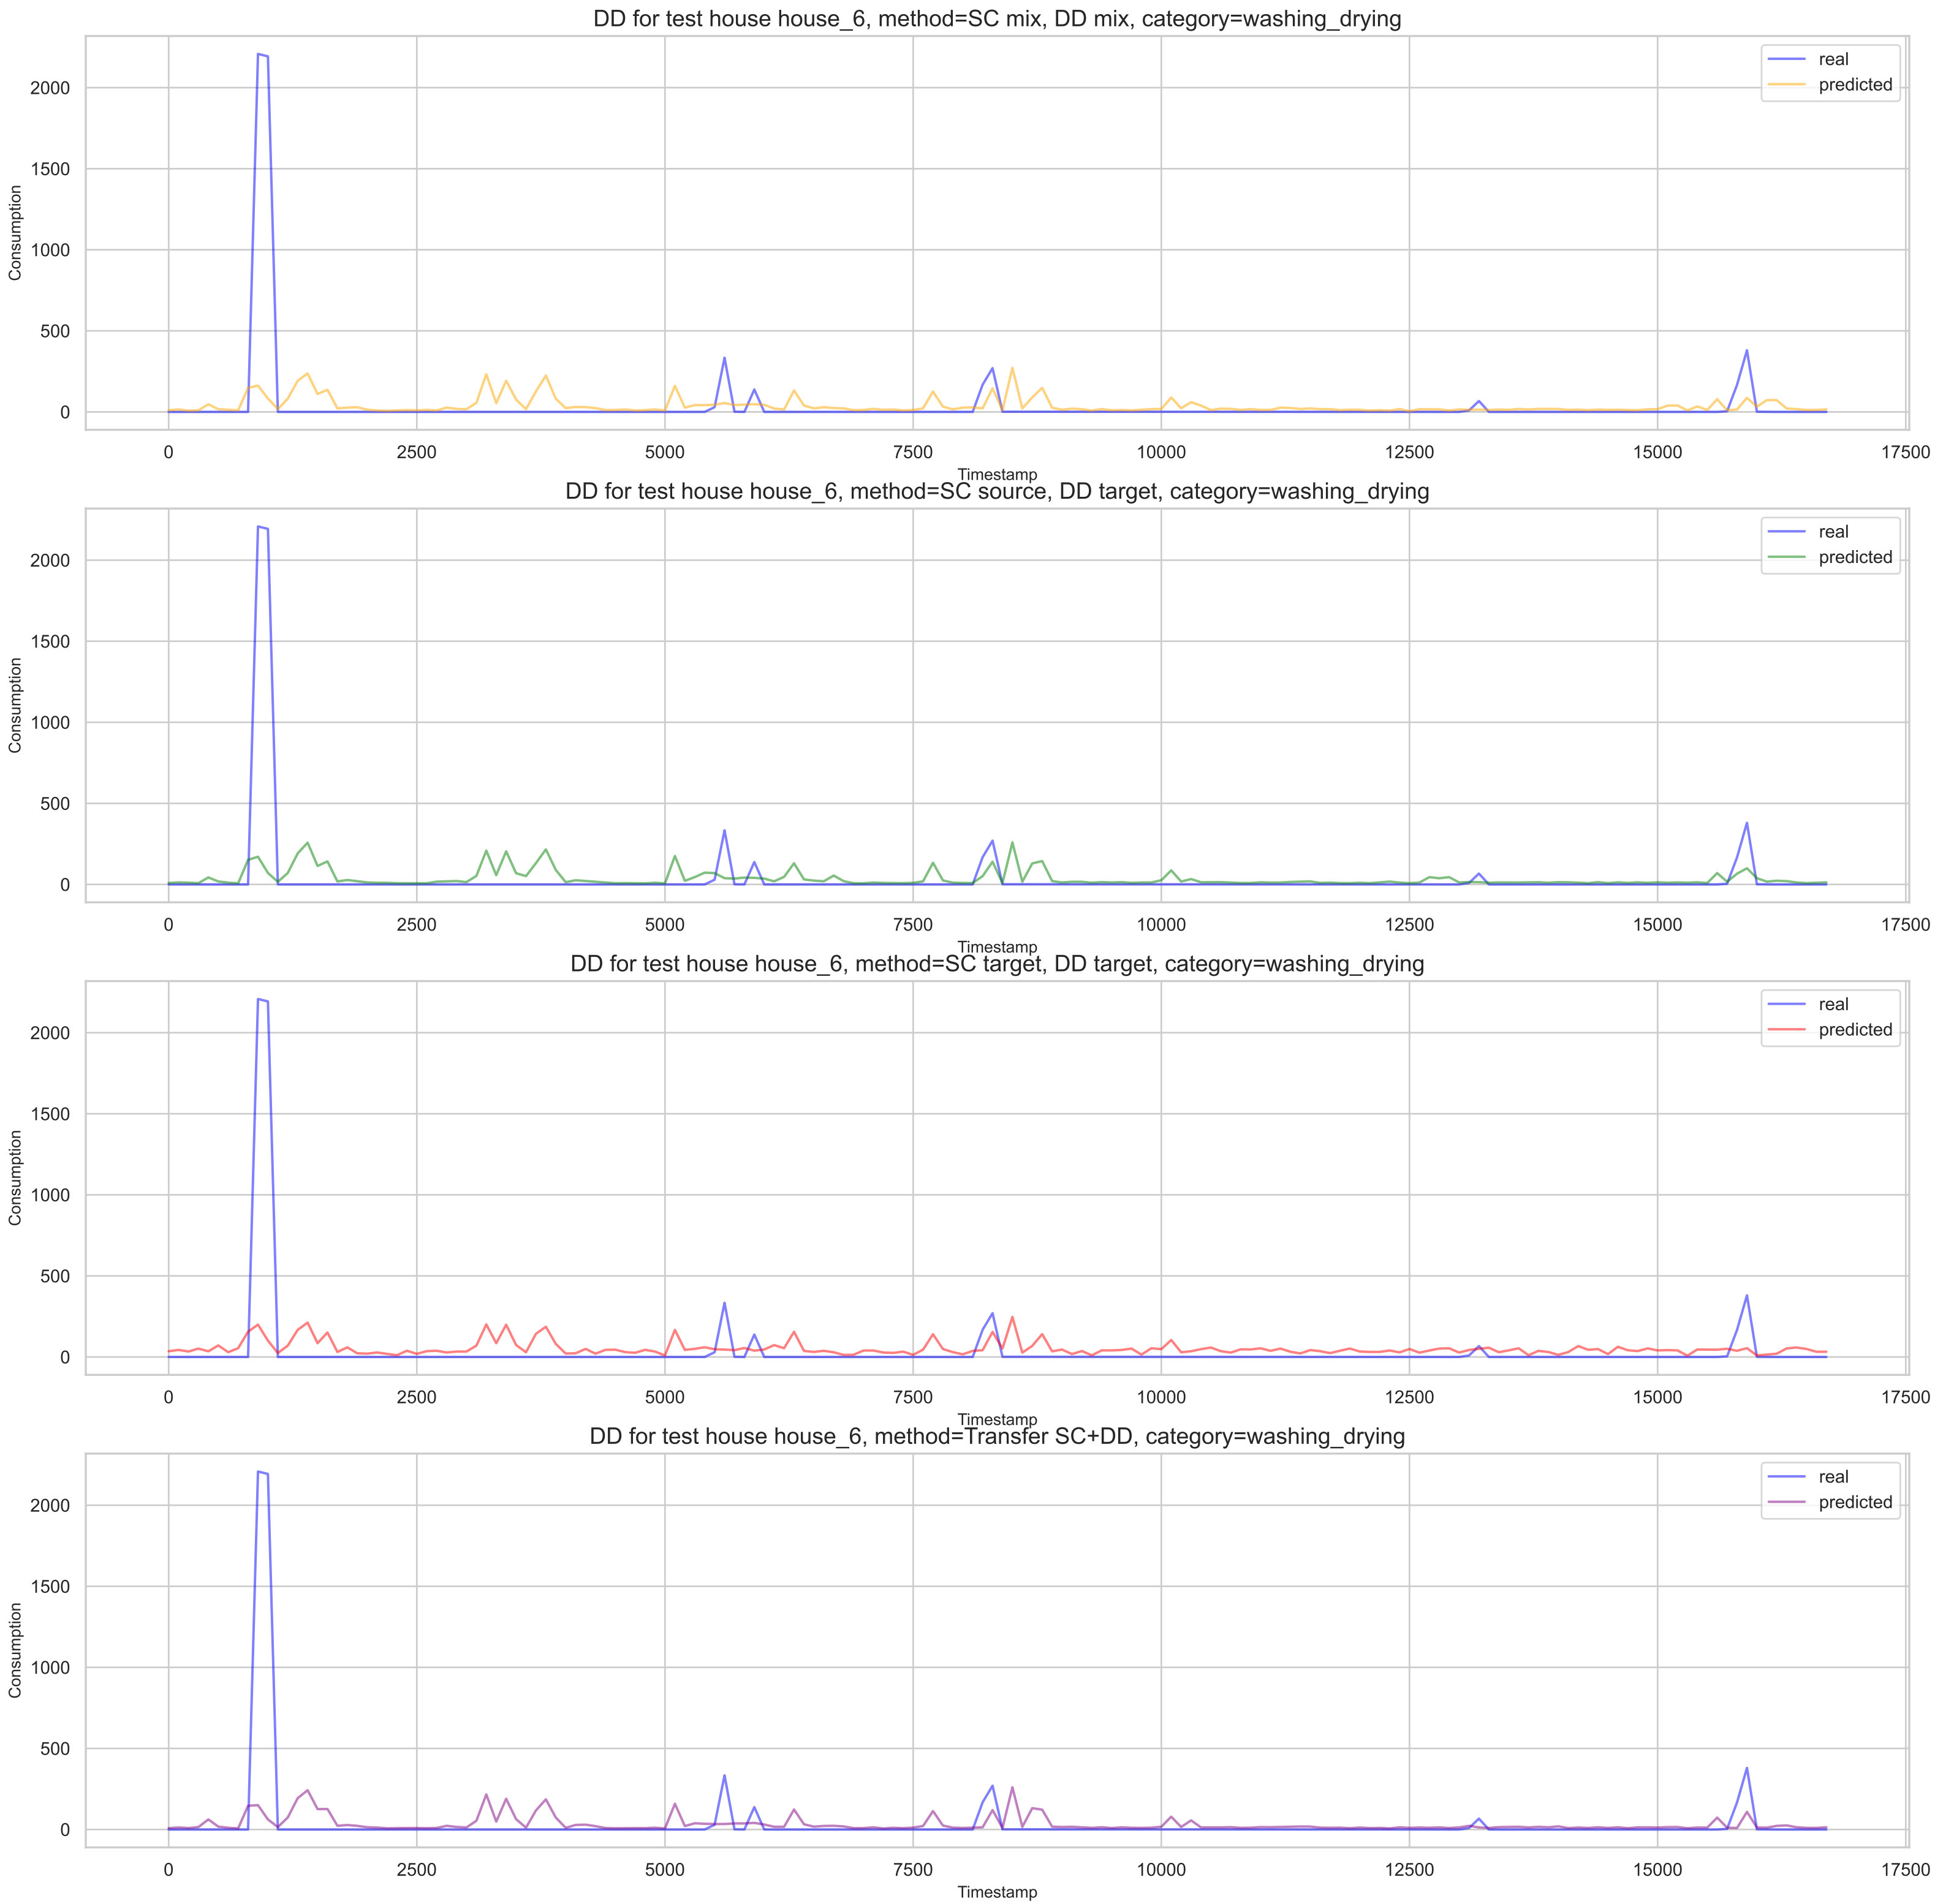 DD for test house house_6, method=SC mix, DD mix, category=washing_drying
real
predicted
Consumption
2000
1500
1000
500
0
0 2500 5000 7500 10000 12500 15000 17500
Timestamp
DD for test house house_6, method=SC source, DD target, category=washing_drying
real
predicted
Consumption
2000
1500
1000
500
0
0 2500 5000 7500 10000 12500 15000 17500
Timestamp
DD for test house house_6, method=SC target, DD target, category=washing_drying
real
predicted
Consumption
2000
1500
1000
500
0
0 2500 5000 7500 10000 12500 15000 17500
Timestamp
DD for test house house_6, method=Transfer SC+DD, category=washing_drying
real
predicted
Consumption
2000
1500
1000
500
0
0 2500 5000 7500 10000 12500 15000 17500
Timestamp